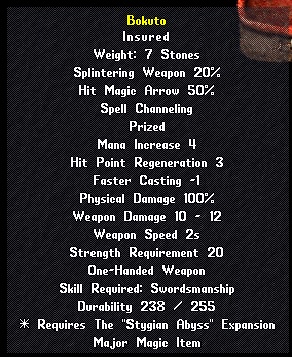 Bokuto
Insured
Weight: 7 Stones
Splintering Weapon 20%
Hit Magic Arrow 50%
Spell Channeling
Prized
Mana Increase 4
Hit Point Regeneration 3
Faster Casting -1
Physical Damage 100%
Weapon Damage 10 - 12
Weapon Speed 2s
Strength Requirement 20
One-Handed Weapon
Skill Required: Swordsmanship
Durability 238 / 255
* Requires The "Stygian Abyss" Expansion
Major Magic Item